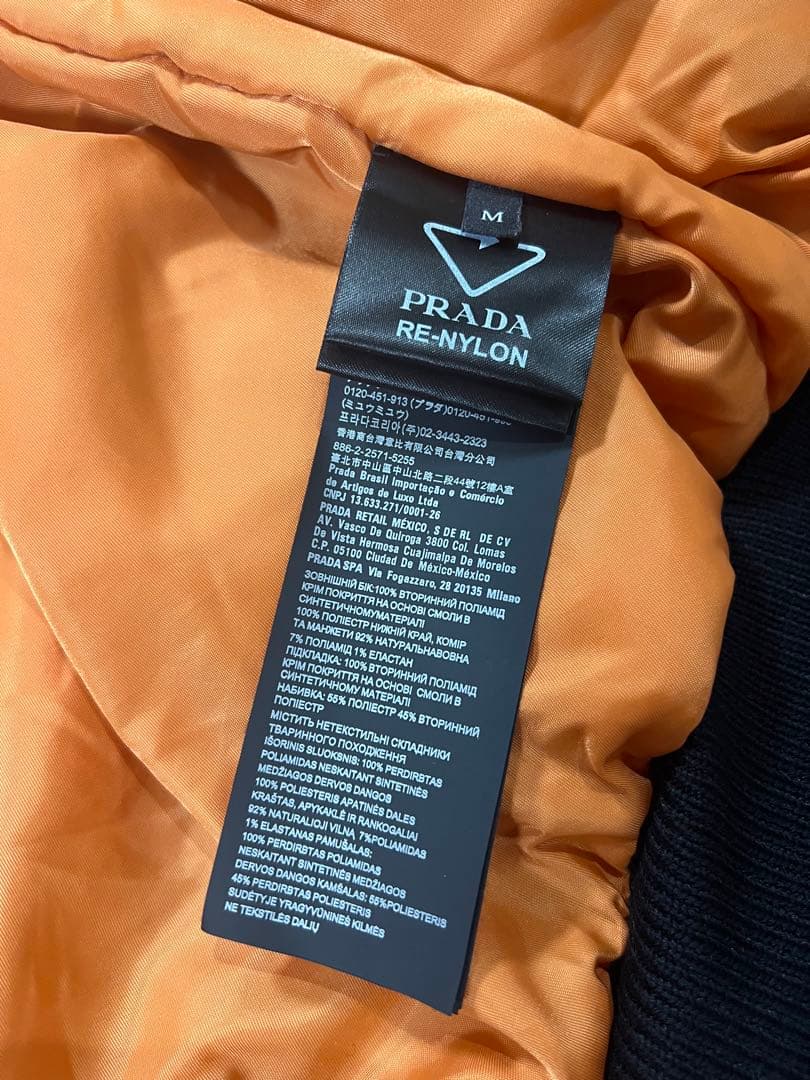 M
PRADA
RE-NYLON
0120-451-913 (プラダ)0120-451-
(ミュウミュウ)
프라다코리아(주)02-3443-2323
香港商台灣意比有限公司台灣分公司
886-2-2571-5255
臺北市中山區中山北路二段44號12樓A室
Prada Brasil Importação e Comércio
de Artigos de Luxo Ltda
CNPJ 13.633.271/0001-26
PRADA RETAIL MÉXICO, S DE RL DE CV
AV. Vasco De Quiroga 3800 Col. Lomas
De Vista Hermosa Cuajimalpa De Morelos
C.P. 05100 Ciudad De México-México
PRADA SPA Via Fogazzaro, 28 20135 Milano
ЗОВНІШНІЙ БІК:100% ВТОРИННИЙ ПОЛІАМІД
КРІМ ПОКРИТТЯ НА ОСНОВІ СМОЛИ В
СИНТЕТИЧНОМУМАТЕРІАЛІ
100% ПОЛІЕСТР НИЖНІЙ КРАЙ, КОМІР
ТА МАНЖЕТИ 92% НАТУРАЛЬНАВОВНА
7% ПОЛІАМІД 1% ЕЛАСТАН
ПІДКЛАДКА: 100% ВТОРИННИЙ ПОЛІАМІД
КРІМ ПОКРИТТЯ НА ОСНОВІ СМОЛИ В
СИНТЕТИЧНОМУ МАТЕРІАЛІ
НАБИВКА: 55% ПОЛІЕСТР 45% ВТОРИННИЙ
ПОЛІЕСТР
МІСТИТЬ НЕТЕКСТИЛЬНІ СКЛАДНИКИ
ТВАРИННОГО ПОХОДЖЕННЯ
IŠORINIS SLUOKSNIS: 100% PERDIRBTAS
POLIAMIDAS NESKAITANT SINTETINĖS
MEDŽIAGOS DERVOS DANGOS
100% POLIESTERIS APATINĖS DALES
KRAŠTAS, APYKAKLĖ IR RANKOGALIAI
92% NATURALIOJI VILNĄ 7%POLIAMIDAS
1% ELASTANAS PAMUŠALAS:
100% PERDIRBTAS POLIAMIDAS
NESKAITANT SINTETINĖS MEDŽIAGOS
DERVOS DANGOS KAMŠALAS: 55%POLIESTERIS
45% PERDIRBTAS POLIESTERIS
SUDĖTYJE YRAGYVŪNINĖS KILMĖS
NE TEKSTILĖS DALIŲ